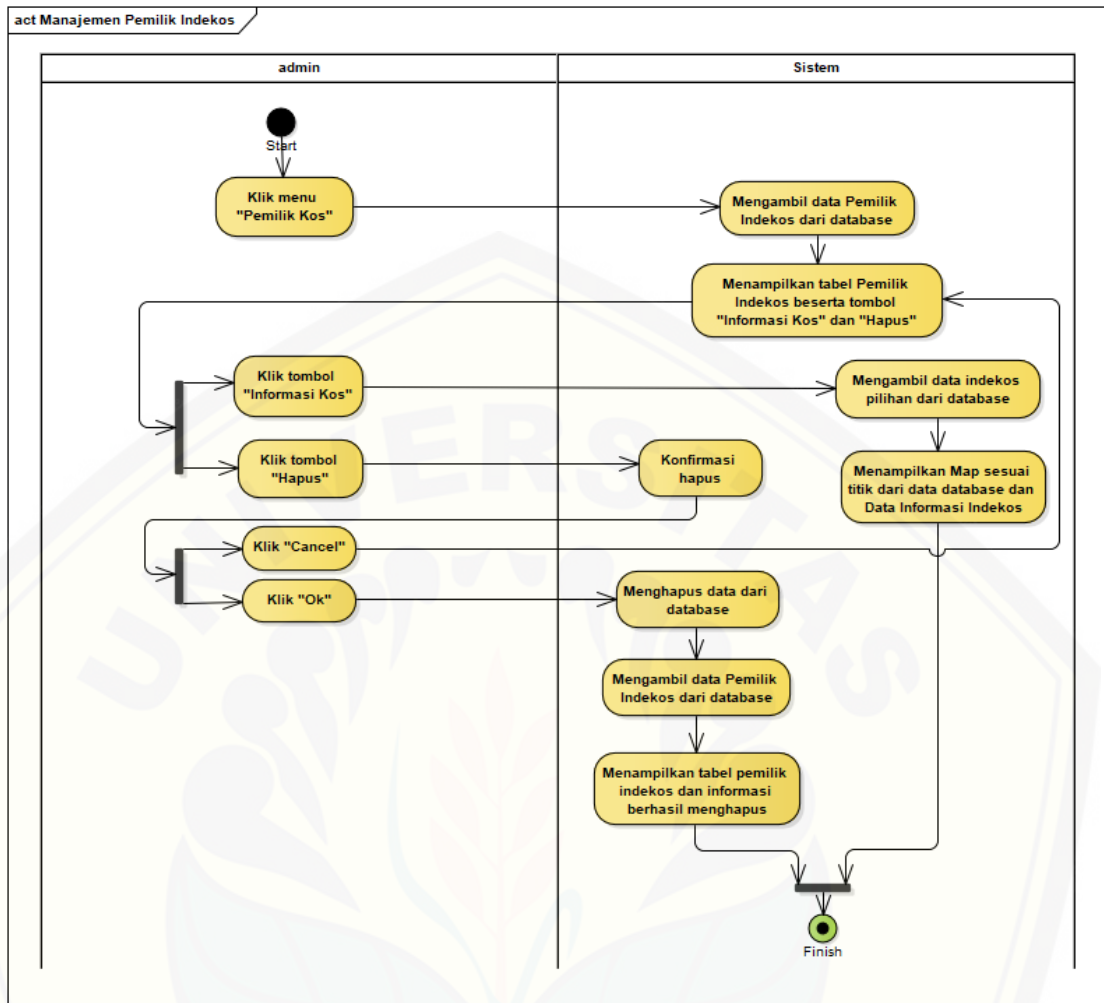 act Manajemen Pemilik Indekos
admin
Sistem
Start
Klik menu
"Pemilik Kos"
Mengambil data Pemilik
Indekos dari database
Menampilkan tabel Pemilik
Indekos beserta tombol
"Informasi Kos" dan "Hapus"
Klik tombol
"Informasi Kos"
Mengambil data indekos
pilihan dari database
Klik tombol
"Hapus"
Konfirmasi
hapus
Menampilkan Map sesuai
titik dari data database dan
Data Informasi Indekos
Klik "Cancel"
Klik "Ok"
Menghapus data dari
database
Mengambil data Pemilik
Indekos dari database
Menampilkan tabel pemilik
indekos dan informasi
berhasil menghapus
Finish
UNIVERSITAS